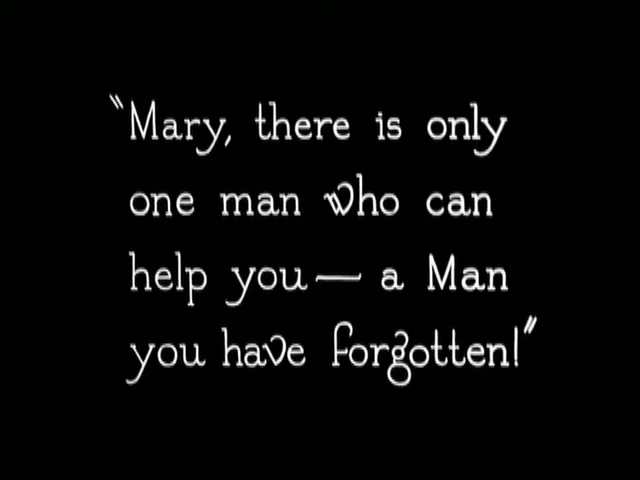 "Mary, there is only
one man who can
help you — a Man
you have forgotten!"